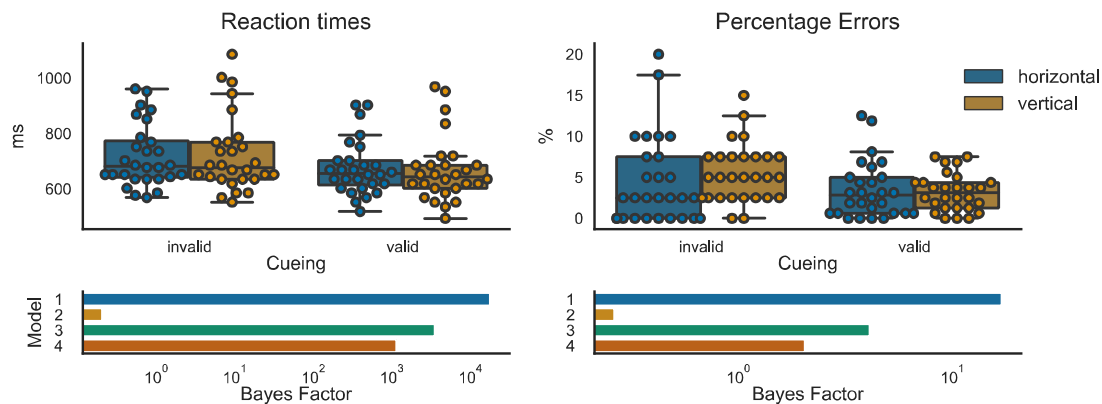 Reaction times
ms
1000
800
600
invalid
valid
Cueing
Percentage Errors
%
20
15
10
5
0
invalid
valid
Cueing
horizontal
vertical
Model
1
2
3
4
10^0
10^1
10^2
10^3
10^4
Bayes Factor
1
2
3
4
10^0
10^1
Bayes Factor